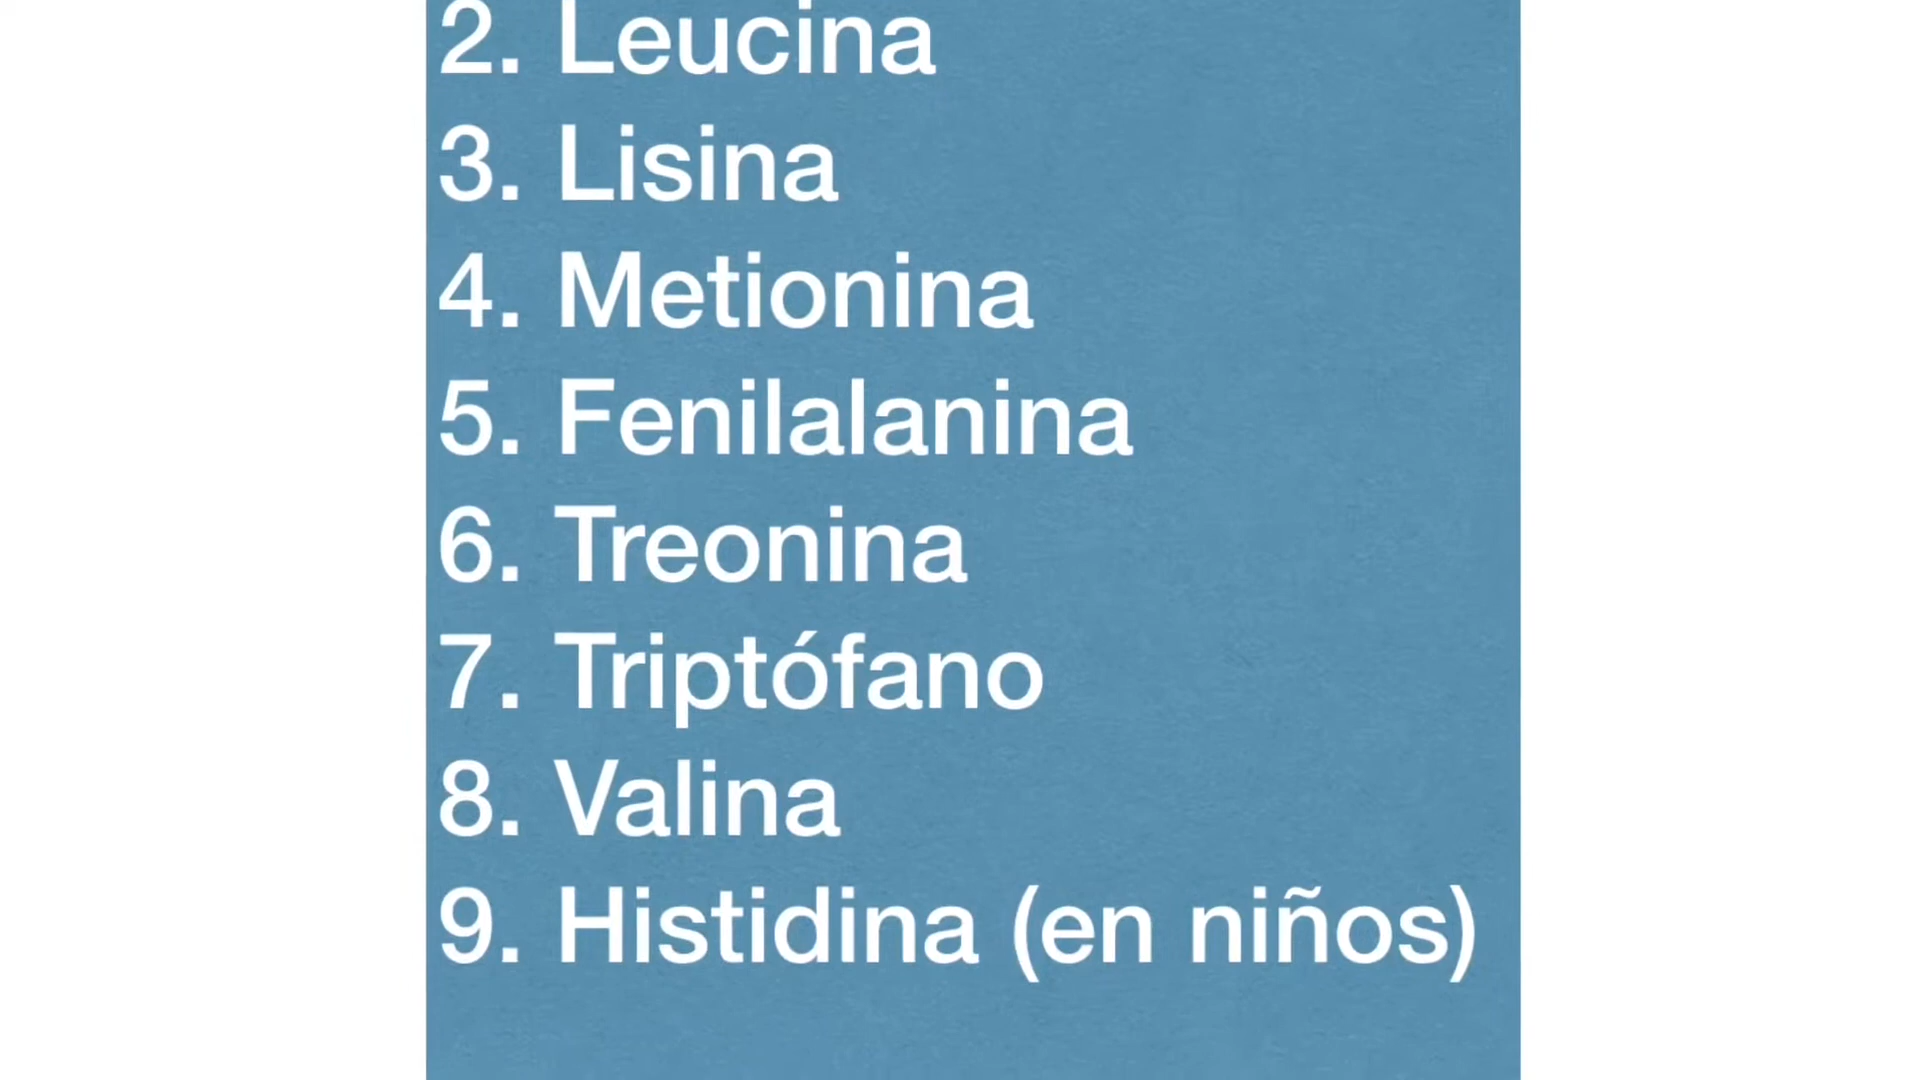 2. Leucina
3. Lisina
4. Metionina
5. Fenilalanina
6. Treonina
7. Triptófano
8. Valina
9. Histidina (en niños)